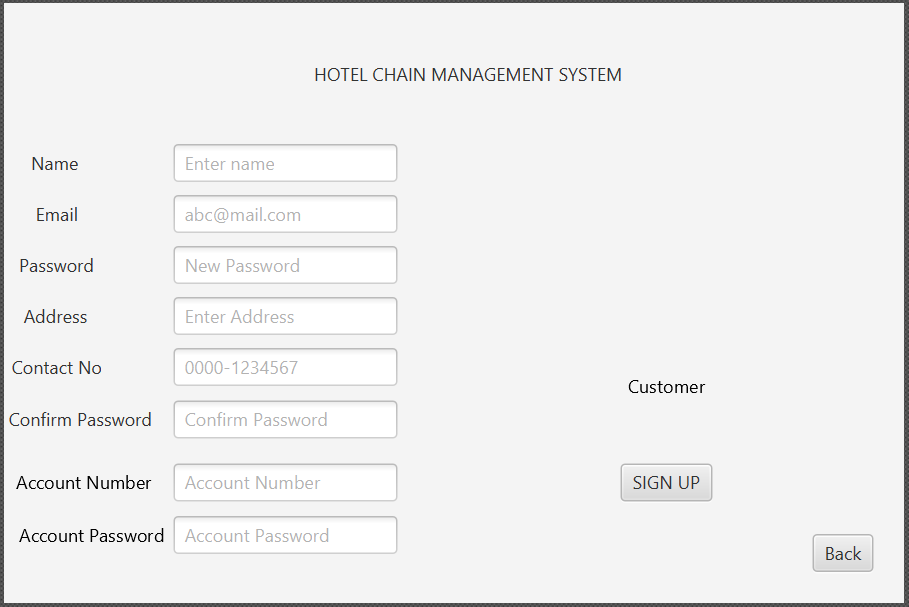 HOTEL CHAIN MANAGEMENT SYSTEM
Name Enter name
Email abc@mail.com
Password New Password
Address Enter Address
Contact No 0000-1234567
Customer
Confirm Password Confirm Password
Account Number Account Number SIGN UP
Account Password Account Password
Back